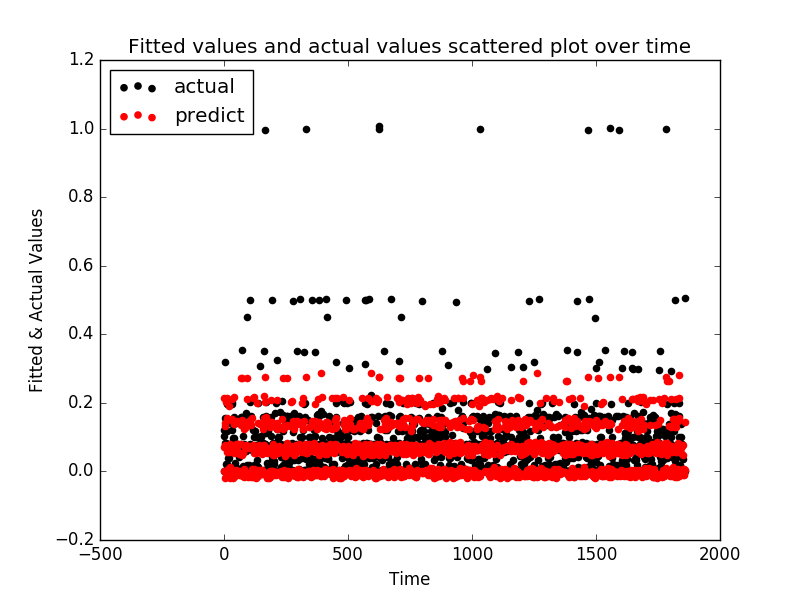 Fitted values and actual values scattered plot over time
actual
predict
Fitted & Actual Values
1.2
1.0
0.8
0.6
0.4
0.2
0.0
−0.2
−500
0
500
1000
1500
2000
Time